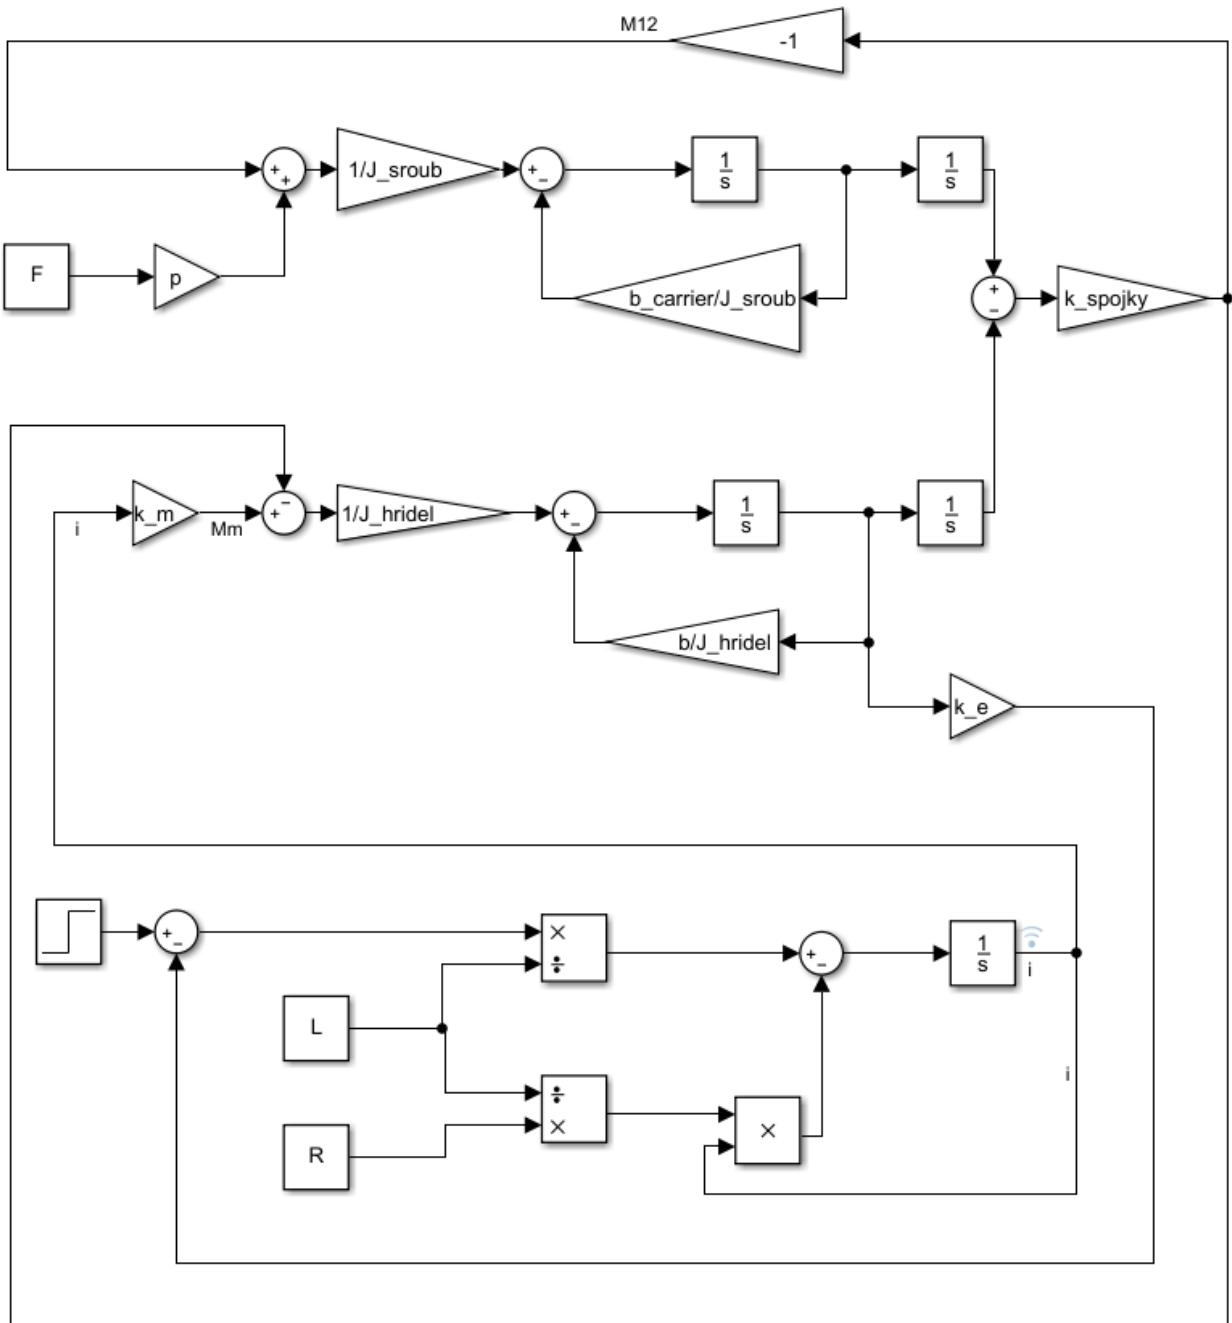 M12
-1
+
+
1/J_sroub
+
−
1
s
1
s
F
p
b_carrier/J_sroub
+
−
k_spojky
i
k_m
Mm
−
+
1/J_hridel
+
−
1
s
1
s
b/J_hridel
k_e
+
−
×
÷
+
−
1
s
i
L
i
÷
×
R
×